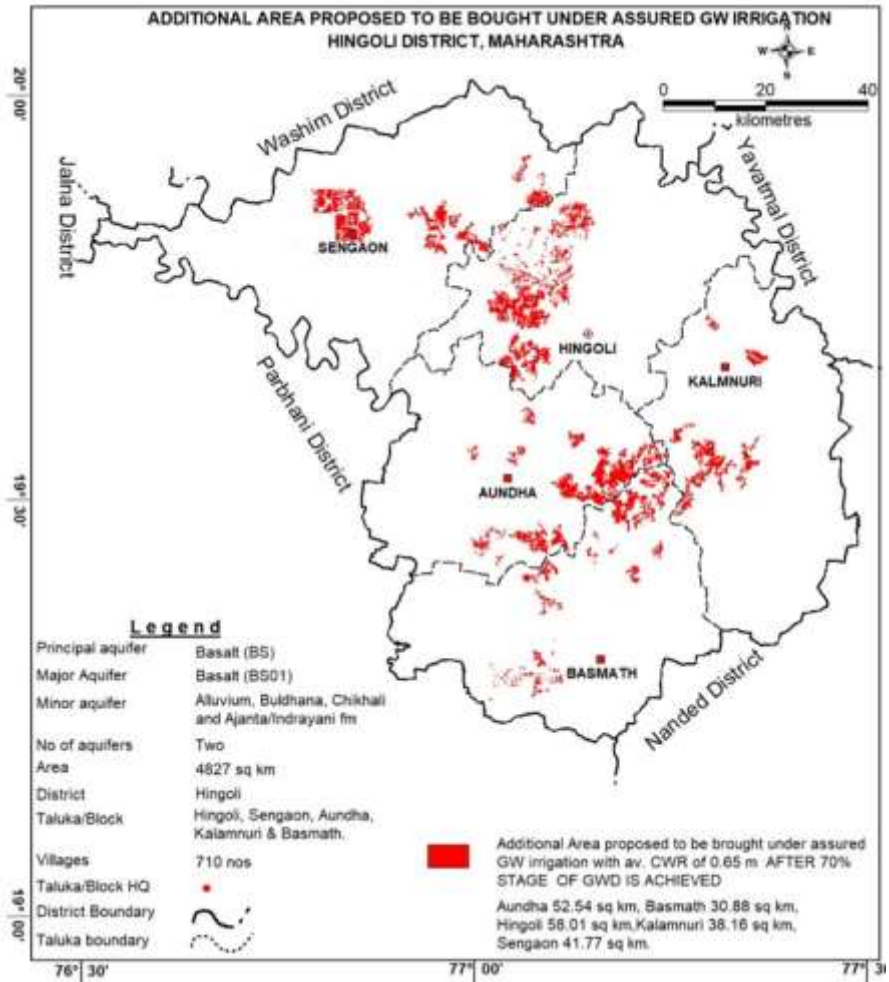 ADDITIONAL AREA PROPOSED TO BE BOUGHT UNDER ASSURED GW IRRIGATION
HINGOLI DISTRICT, MAHARASHTRA
N
W E
S
0 20 40
kilometres
20° 00'
Washim District
Yavatmal District
Jalna District
SENGAON
HINGOLI
KALMNURI
Parbhani District
AUNDHA
19° 30'
BASMATH
Nanded District
Legend
Principal aquifer Basalt (BS)
Major Aquifer Basalt (BS01)
Minor aquifer Alluvium, Buldhana, Chikhali
and Ajanta/Indrayani fm
No of aquifers Two
Area 4827 sq km
District Hingoli
Taluka/Block Hingoli, Sengaon, Aundha,
Kalamnuri & Basmath.
Villages 710 nos
Taluka/Block HQ
District Boundary
Taluka boundary
Additional Area proposed to be brought under assured
GW irrigation with av. CWR of 0.65 m AFTER 70%
STAGE OF GWD IS ACHIEVED
Aundha 52.54 sq km, Basmath 30.88 sq km,
Hingoli 58.01 sq km,Kalamnuri 38.16 sq km,
Sengaon 41.77 sq km.
19° 00'
76° 30' 77° 00' 77° 30'